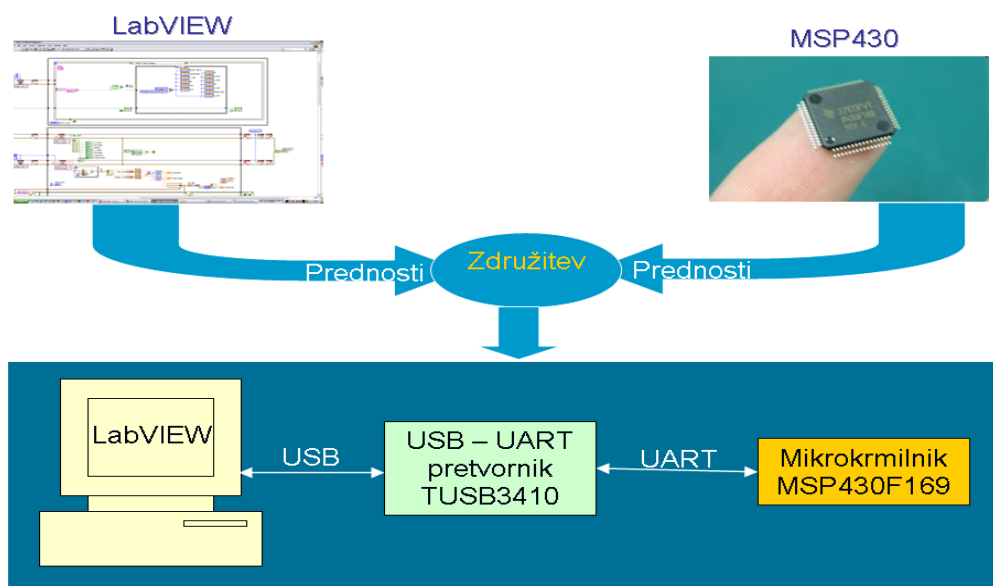 LabVIEW
MSP430
Prednosti
Združitev
Prednosti
LabVIEW
USB
USB – UART
pretvornik
TUSB3410
UART
Mikrokrmilnik
MSP430F169